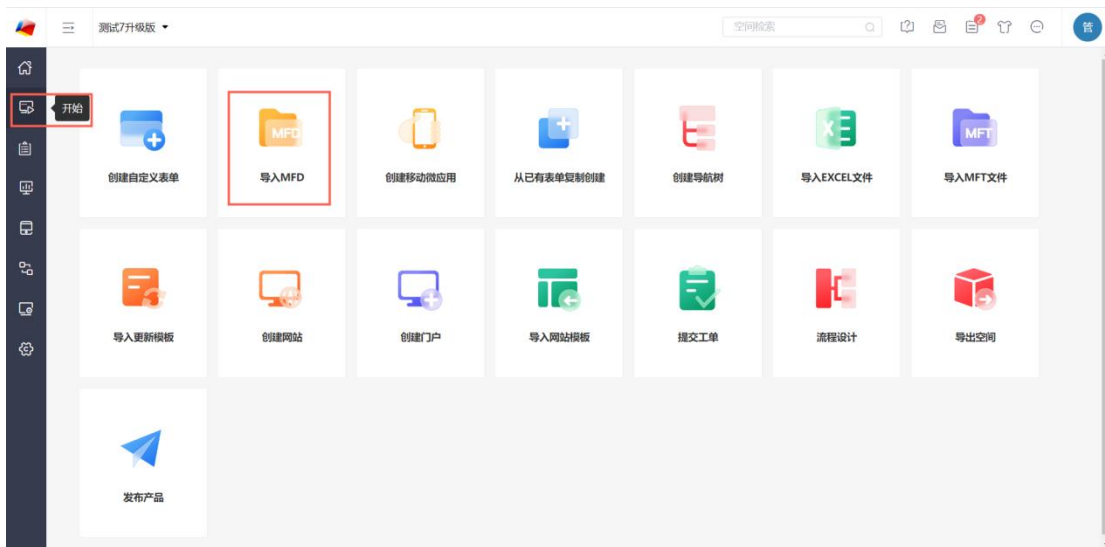 测试7升级版
空间检索
2
管
开始
MFD
MFT
创建自定义表单
导入MFD
创建移动微应用
从已有表单复制创建
创建导航树
导入EXCEL文件
导入MFT文件
导入更新模板
创建网站
创建门户
导入网站模板
提交工单
流程设计
导出空间
发布产品